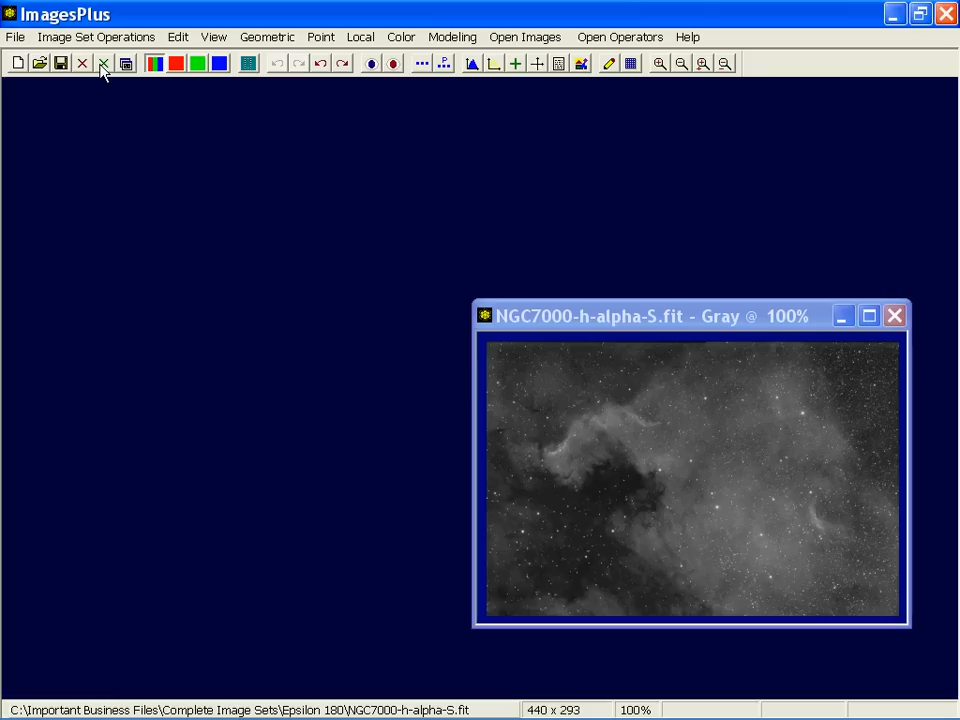 ImagesPlus
File Image Set Operations Edit View Geometric Point Local Color Modeling Open Images Open Operators Help
P
NGC7000-h-alpha-S.fit - Gray @ 100%
C:\Important Business Files\Complete Image Sets\Epsilon 180\NGC7000-h-alpha-S.fit 440 x 293 100%